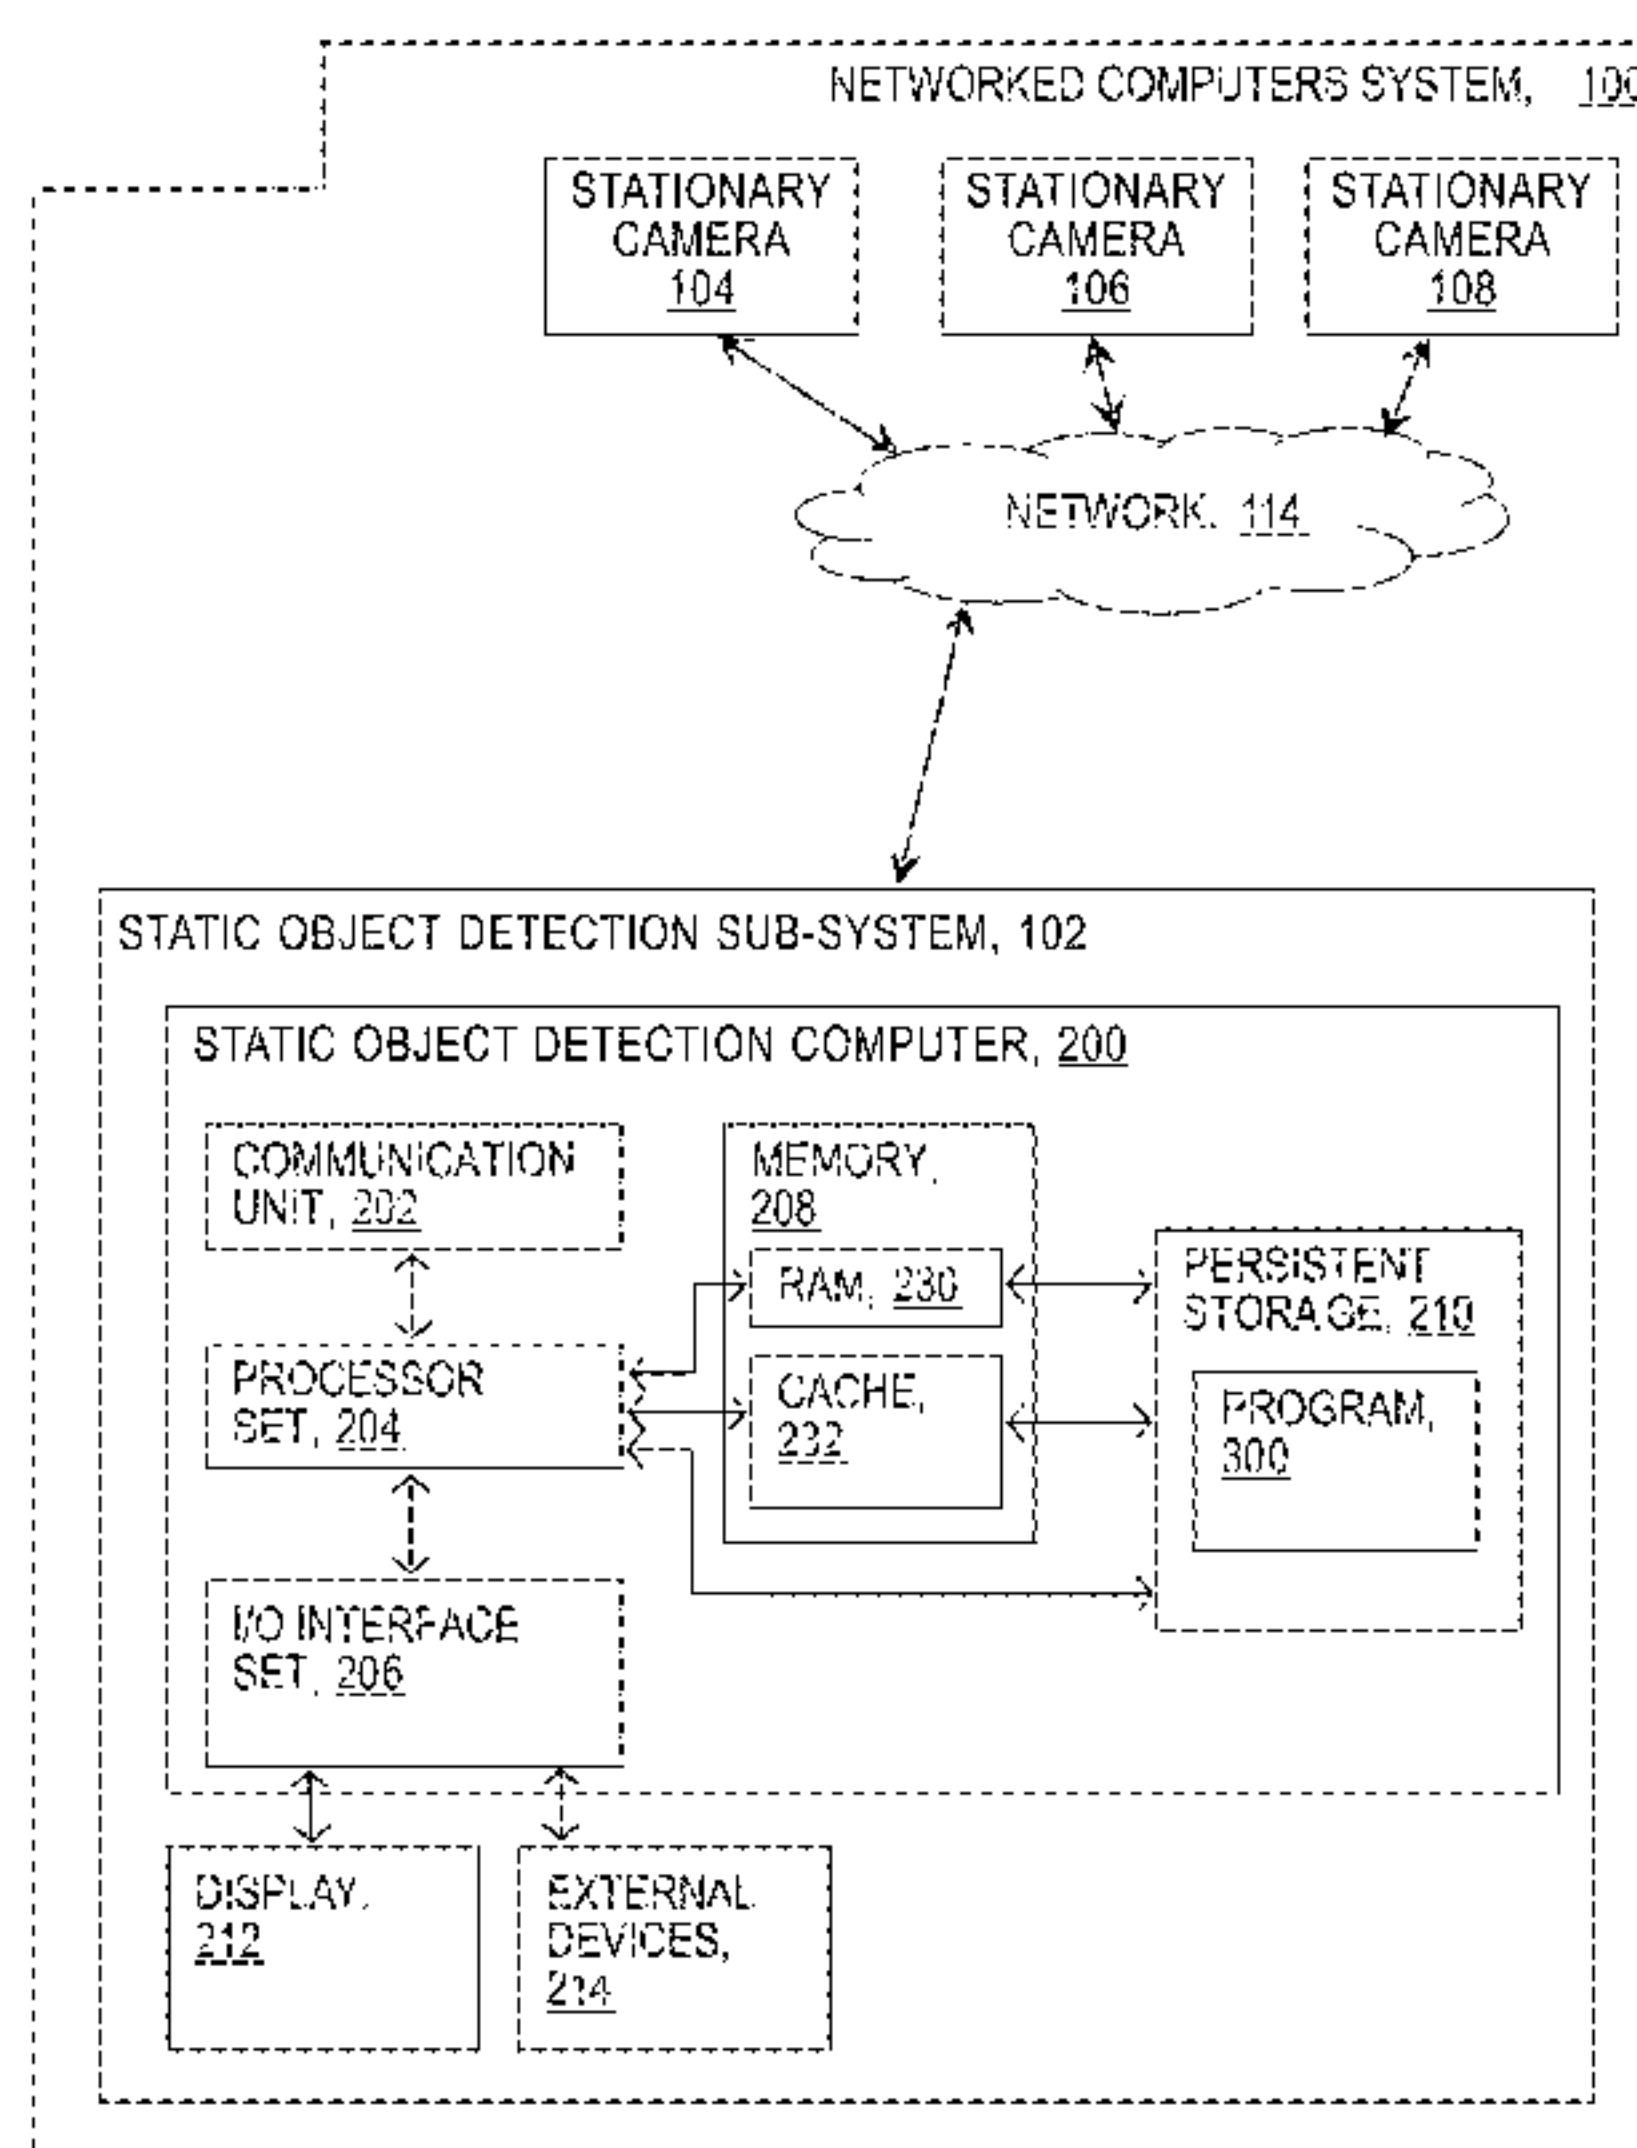 NETWORKED COMPUTERS SYSTEM, 100
STATIONARY
CAMERA
104
STATIONARY
CAMERA
106
STATIONARY
CAMERA
108
NETWORK, 114
STATIC OBJECT DETECTION SUB-SYSTEM, 102
STATIC OBJECT DETECTION COMPUTER, 200
COMMUNICATION
UNIT, 202
MEMORY,
208
RAM, 230
CACHE,
232
PERSISTENT
STORAGE, 210
PROGRAM,
300
PROCESSOR
SET, 204
I/O INTERFACE
SET, 206
DISPLAY,
212
EXTERNAL
DEVICES,
214